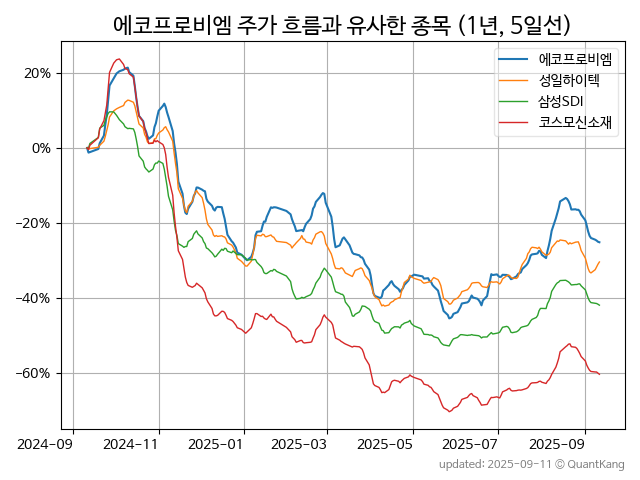 에코프로비엠 주가 흐름과 유사한 종목 (1년, 5일선)
에코프로비엠
성일하이텍
삼성SDI
코스모신소재
20%
0%
−20%
−40%
−60%
2024-09 2024-11 2025-01 2025-03 2025-05 2025-07 2025-09
updated: 2025-09-11 © QuantKang